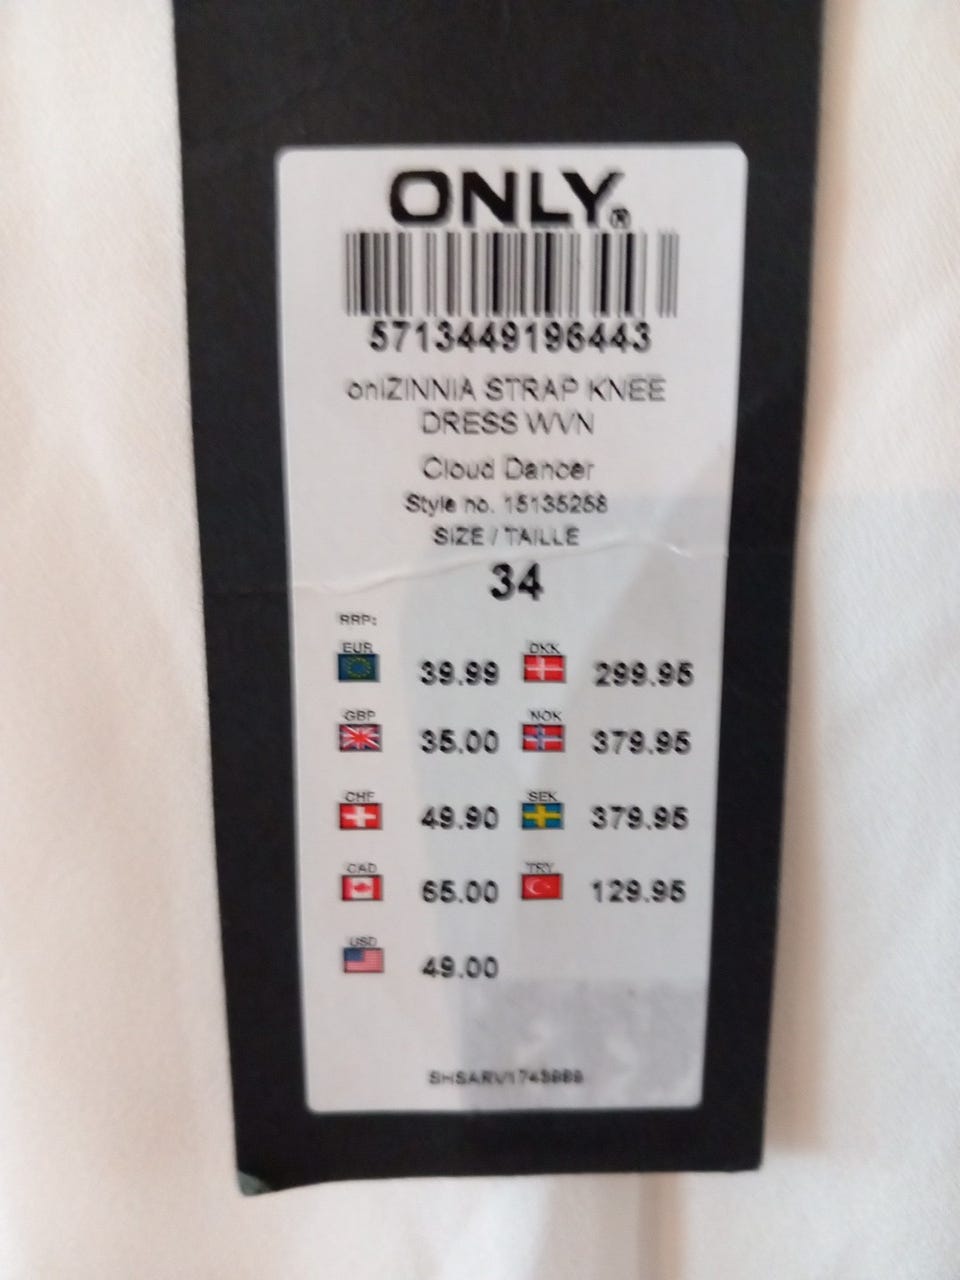 ONLY®
5713449196443
onlZINNIA STRAP KNEE
DRESS WVN
Cloud Dancer
Style no. 15135258
SIZE / TAILLE
34
RRP:
EUR 39.99 DKK 299.95
GBP 35.00 NOK 379.95
CHF 49.90 SEK 379.95
CAD 65.00 TRY 129.95
USD 49.00